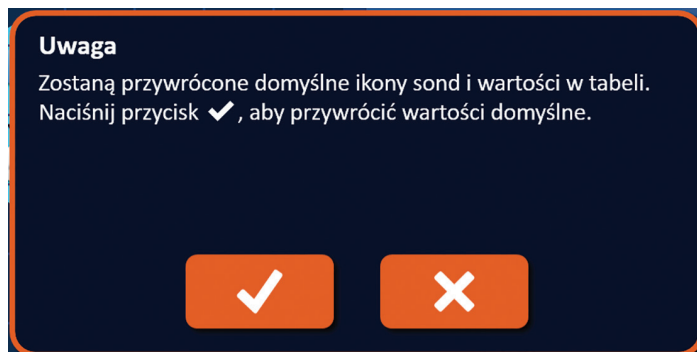 Uwaga
Zostaną przywrócone domyślne ikony sond i wartości w tabeli.
Naciśnij przycisk ✔, aby przywrócić wartości domyślne.